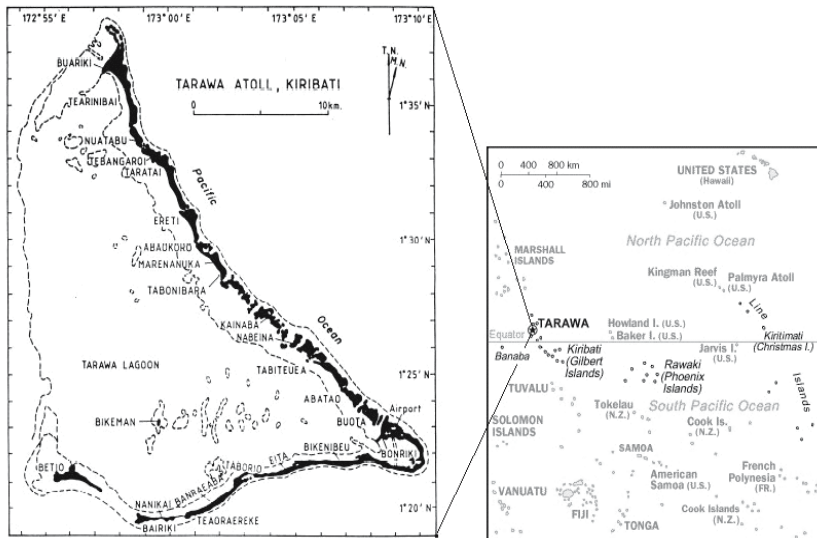 172°55'E
173°00'E
173°05'E
173°10'E
T.N.
M.N.
BUARIKI
TARAWA ATOLL, KIRIBATI
0 10km.
TEARINIBAI
1°35'N
NUATABU
TEBANGAROI
TARATAI
Pacific
ERETI
ABAOKORO
1°30'N
MARENANUKA
TABONIBARA
KAINABA
NABEINA
Ocean
TARAWA LAGOON
TABITEUEA
1°25'N
ABATAO
Airport
BIKEMAN
BUOTA
BIKENIBEU
BONRIKI
BETIO
EITA
TABORIO
BANRAEABA
NANIKAI
1°20'N
TEAORAEREKE
BAIRIKI
0 400 800 km
0 400 800 mi
UNITED STATES
(Hawaii)
Johnston Atoll
(U.S.)
North Pacific Ocean
MARSHALL
ISLANDS
Kingman Reef
(U.S.)
Palmyra Atoll
(U.S.)
Line
TARAWA
Howland I. (U.S.)
Equator
Baker I. (U.S.)
Kiritimati
(Christmas I.)
Banaba
Kiribati
(Gilbert
Islands)
Jarvis I.
(U.S.)
Rawaki
(Phoenix
Islands)
Islands
TUVALU
Tokelau
(N.Z.)
South Pacific Ocean
SOLOMON
ISLANDS
Cook Is.
(N.Z.)
SAMOA
American
Samoa (U.S.)
French
Polynesia
(FR.)
VANUATU
FIJI
TONGA
Cook Islands
(N.Z.)